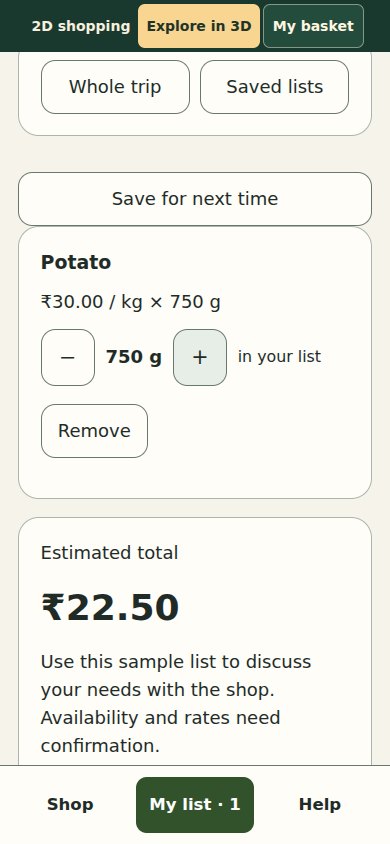 2D shopping Explore in 3D My basket
Whole trip Saved lists
Save for next time
Potato
₹30.00 / kg × 750 g
− 750 g + in your list
Remove
Estimated total
₹22.50
Use this sample list to discuss
your needs with the shop.
Availability and rates need
confirmation.
Shop My list · 1 Help